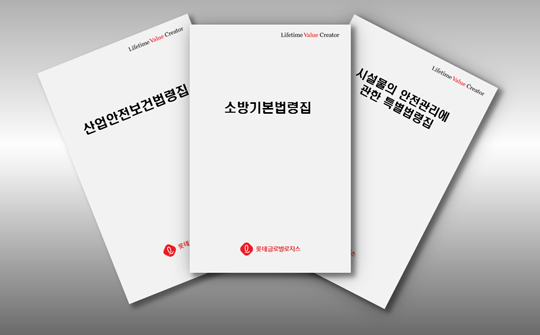 Lifetime Value Creator
산업안전보건법령집
롯데
Lifetime Value Creator
소방기본법령집
롯데글로벌로지스
Lifetime Value Creator
시설물의 안전관리에
관한 특별법령집